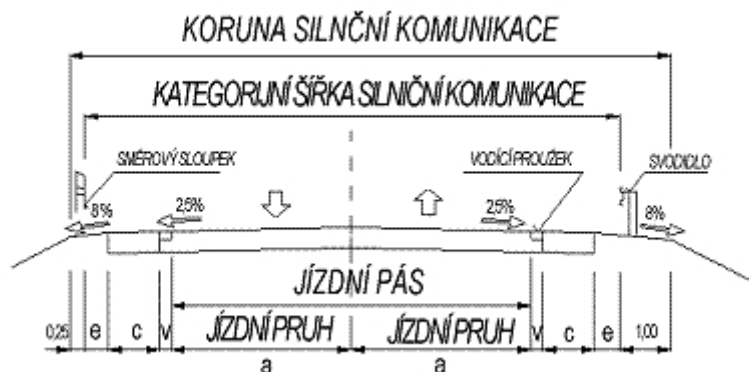 KORUNA SILNČNÍ KOMUNIKACE
KATEGORIJNÍ ŠÍŘKA SILNIČNÍ KOMUNIKACE
SMĚROVÝ SLOUPEK
VODÍCÍ PROUŽEK
SVODIDLO
8% 2,5% 2,5% 8%
JÍZDNÍ PÁS
0,25 e c v JÍZDNÍ PRUH JÍZDNÍ PRUH v c e 1,00
a a